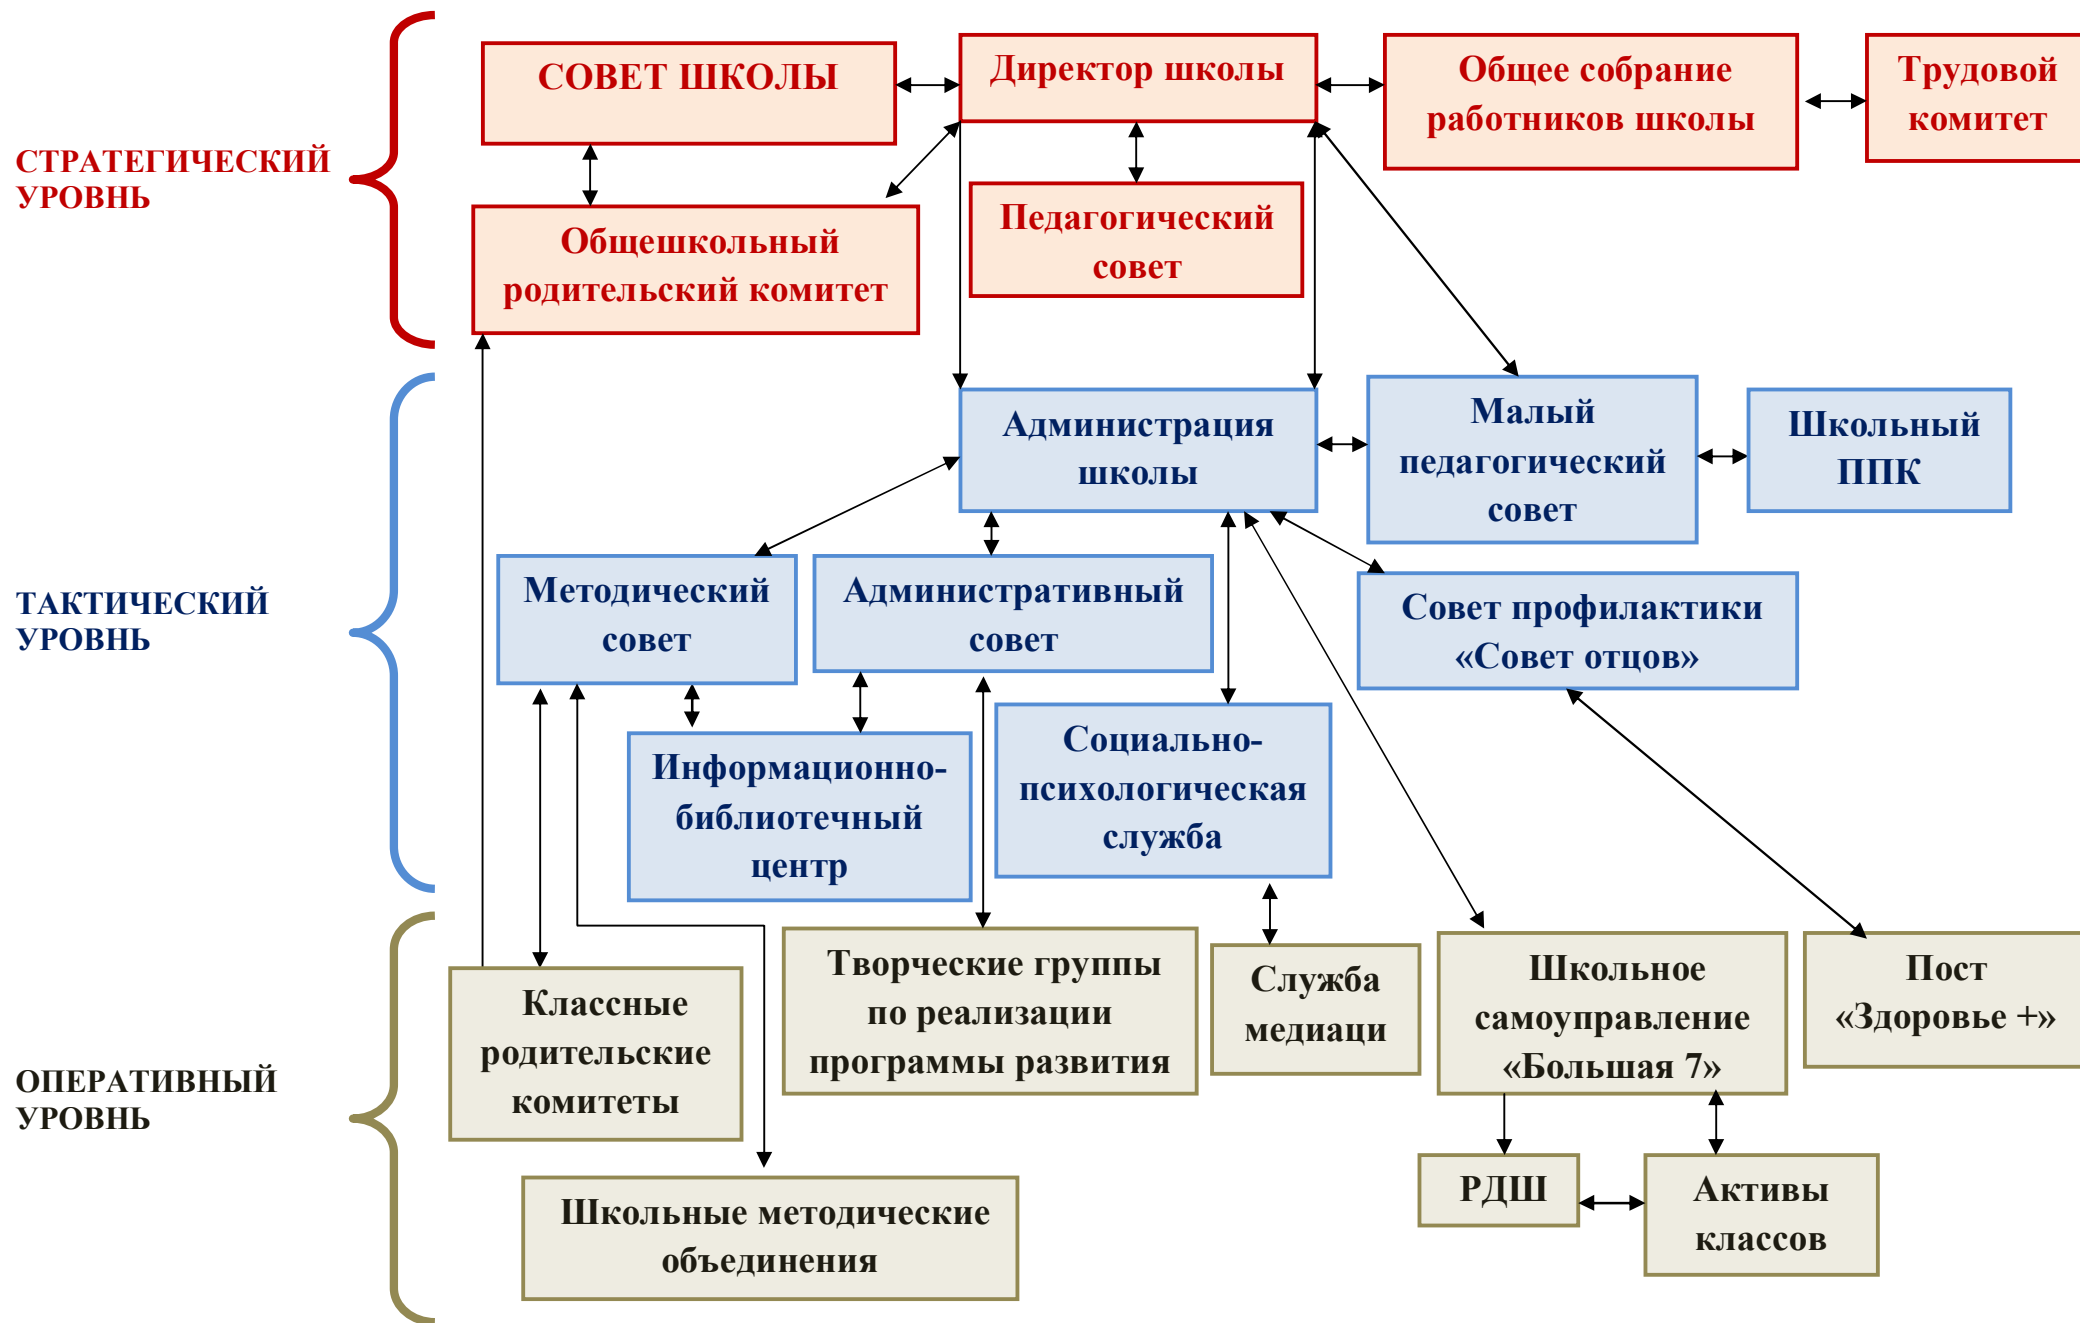 СОВЕТ ШКОЛЫ
Директор школы
Общее собрание
работников школы
Трудовой
комитет
СТРАТЕГИЧЕСКИЙ
УРОВНЬ
Общешкольный
родительский комитет
Педагогический
совет
Администрация
школы
Малый
педагогический
совет
Школьный
ППК
ТАКТИЧЕСКИЙ
УРОВНЬ
Методический
совет
Административный
совет
Совет профилактики
«Совет отцов»
Информационно-
библиотечный
центр
Социально-
психологическая
служба
ОПЕРАТИВНЫЙ
УРОВНЬ
Классные
родительские
комитеты
Творческие группы
по реализации
программы развития
Служба
медиаци
Школьное
самоуправление
«Большая 7»
Пост
«Здоровье +»
Школьные методические
объединения
РДШ
Активы
классов